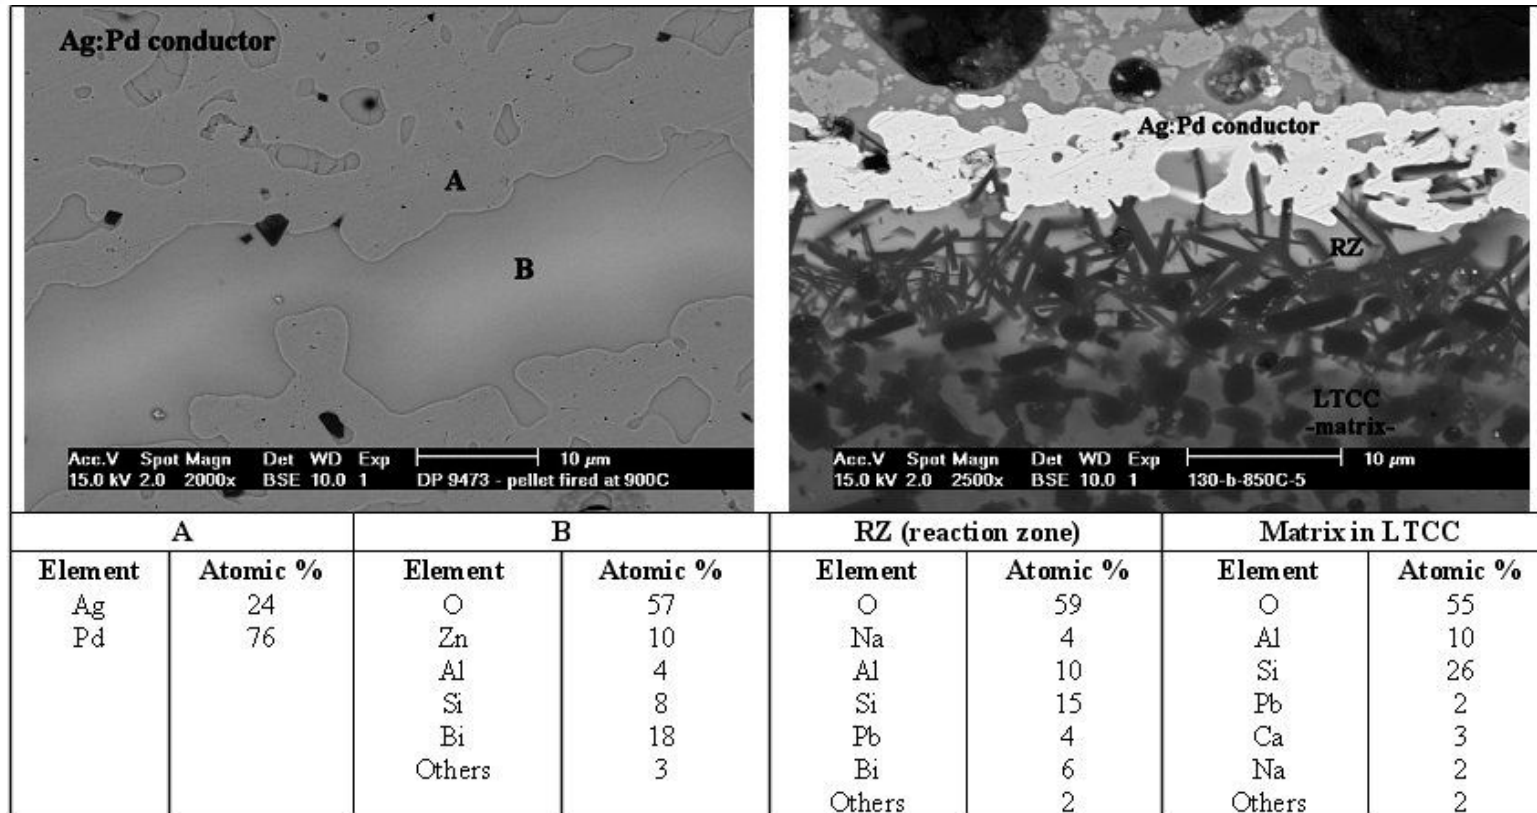 Ag:Pd conductor
A
B
Acc.V Spot Magn Det WD Exp 10 µm
15.0 kV 2.0 2000x BSE 10.0 1 DP 9473 - pellet fired at 900C
Ag:Pd conductor
RZ
LTCC
-matrix-
Acc.V Spot Magn Det WD Exp 10 µm
15.0 kV 2.0 2500x BSE 10.0 1 130-b-850C-5
A B RZ (reaction zone) Matrix in LTCC
Element Atomic % Element Atomic % Element Atomic % Element Atomic %
Ag 24 O 57 O 59 O 55
Pd 76 Zn 10 Na 4 Al 10
Al 4 Al 10 Si 26
Si 8 Si 15 Pb 2
Bi 18 Pb 4 Ca 3
Others 3 Bi 6 Na 2
Others 2 Others 2